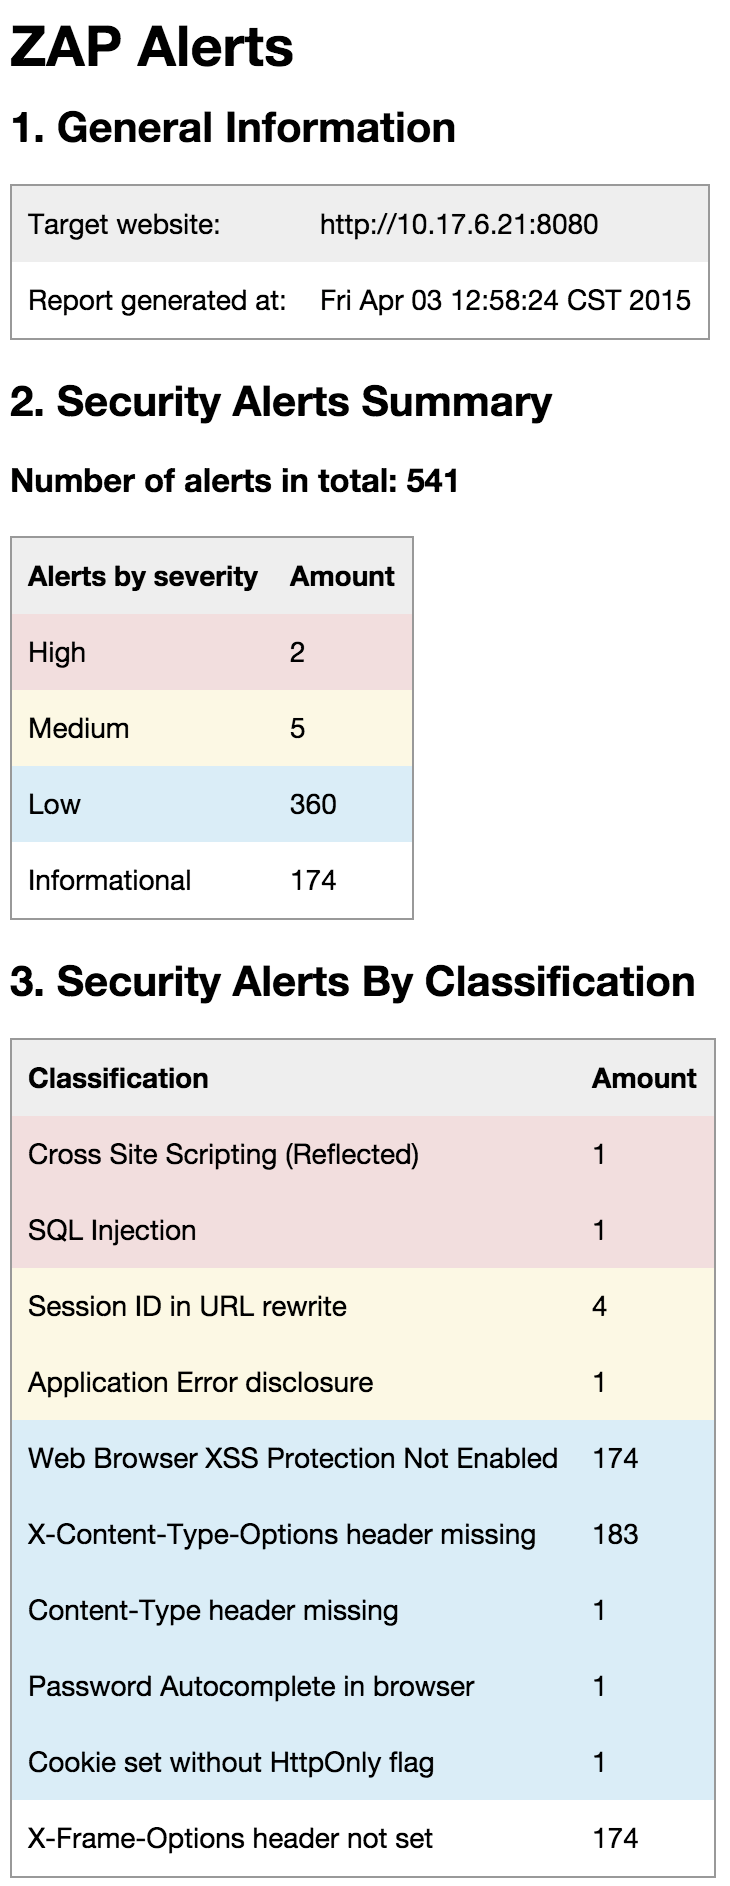 ZAP Alerts
1. General Information
Target website: http://10.17.6.21:8080
Report generated at: Fri Apr 03 12:58:24 CST 2015
2. Security Alerts Summary
Number of alerts in total: 541
Alerts by severity Amount
High 2
Medium 5
Low 360
Informational 174
3. Security Alerts By Classification
Classification Amount
Cross Site Scripting (Reflected) 1
SQL Injection 1
Session ID in URL rewrite 4
Application Error disclosure 1
Web Browser XSS Protection Not Enabled 174
X-Content-Type-Options header missing 183
Content-Type header missing 1
Password Autocomplete in browser 1
Cookie set without HttpOnly flag 1
X-Frame-Options header not set 174